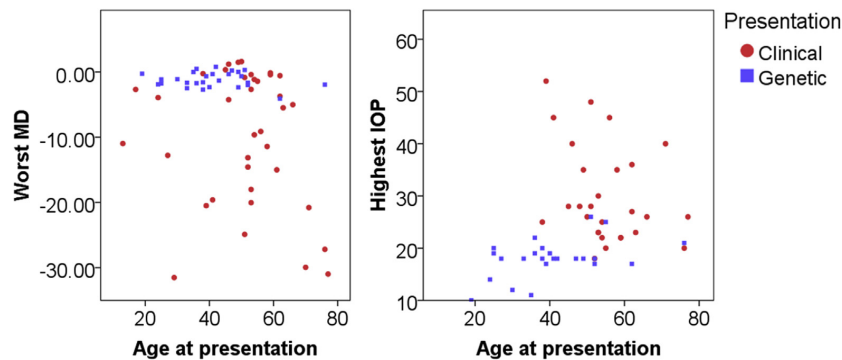 Presentation
Clinical
Genetic
Worst MD
0.00
-10.00
-20.00
-30.00
20 40 60 80
Age at presentation
Highest IOP
60
50
40
30
20
10
20 40 60 80
Age at presentation